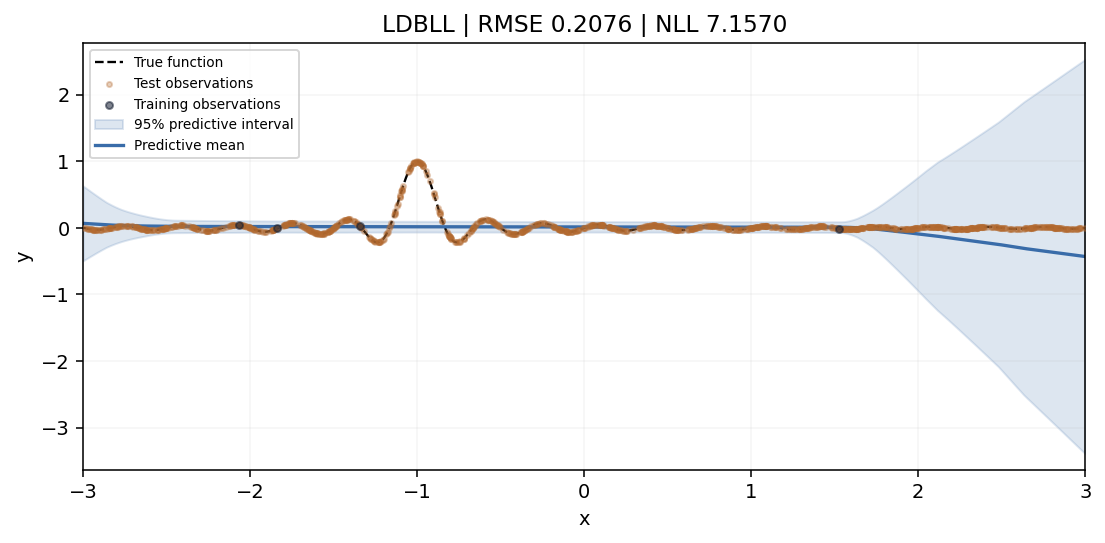 LDBLL | RMSE 0.2076 | NLL 7.1570
True function
Test observations
Training observations
95% predictive interval
Predictive mean
2
1
0
−1
−2
−3
y
−3 −2 −1 0 1 2 3
x